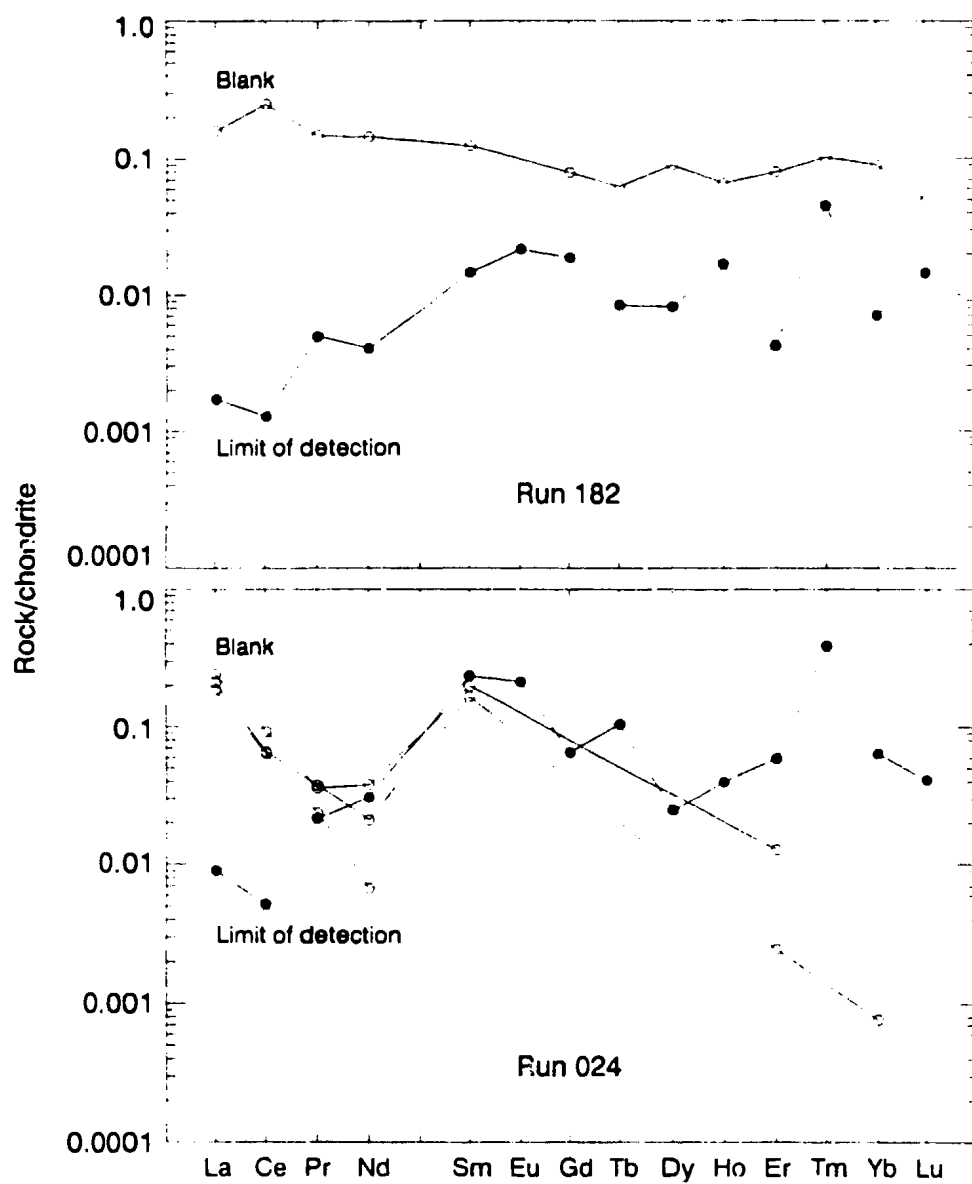 1.0
Blank
0.1
0.01
0.001
Limit of detection
Run 182
0.0001
Rock/chondrite
1.0
Blank
0.1
0.01
Limit of detection
0.001
Run 024
0.0001
La Ce Pr Nd Sm Eu Gd Tb Dy Ho Er Tm Yb Lu